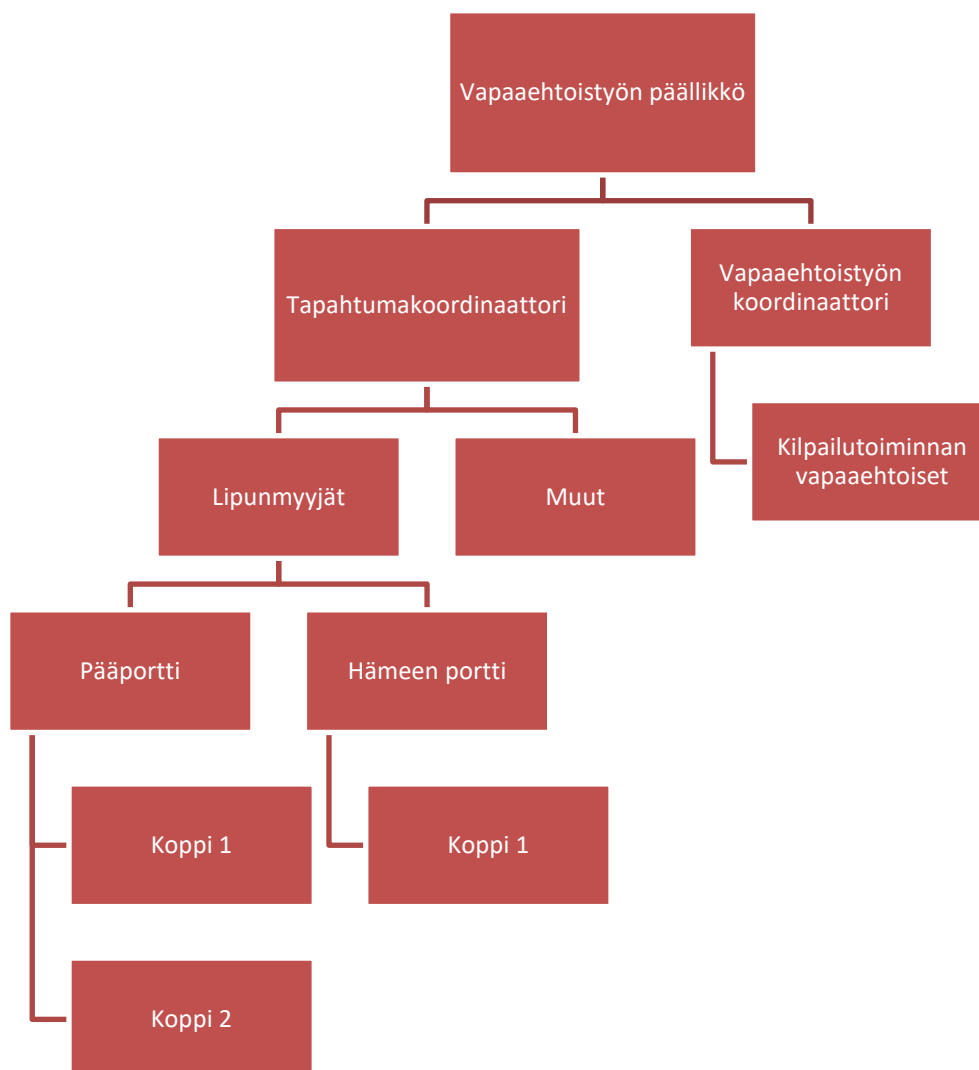 Vapaaehtoistyön päällikkö
Tapahtumakoordinaattori
Vapaaehtoistyön
koordinaattori
Kilpailutoiminnan
vapaaehtoiset
Lipunmyyjät
Muut
Pääportti
Hämeen portti
Koppi 1
Koppi 1
Koppi 2